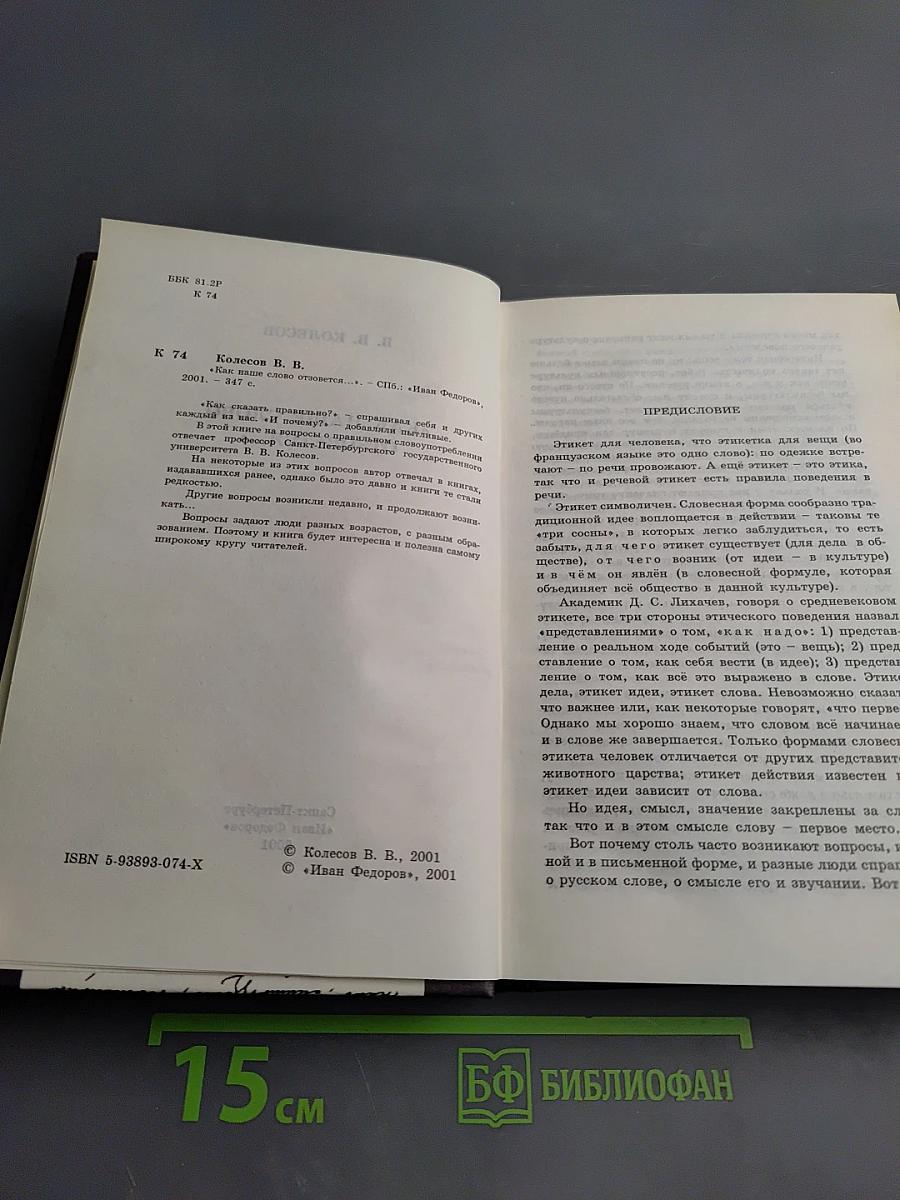 ББК 81.2Р
К 74
К 74 Колесов В. В.
«Как наше слово отзовется...». – СПб.: «Иван Федоров»,
2001. – 347 с.
«Как сказать правильно?» – спрашивал себя и других
каждый из нас. «И почему?» – добавляли пытливые.
В этой книге на вопросы о правильном словоупотреблении
отвечает профессор Санкт-Петербургского государственного
университета В. В. Колесов.
На некоторые из этих вопросов автор отвечал в книгах,
издававшихся ранее, однако было это давно и книги те стали
редкостью.
Другие вопросы возникли недавно, и продолжают возни-
кать...
Вопросы задают люди разных возрастов, с разным обра-
зованием. Поэтому и книга будет интересна и полезна самому
широкому кругу читателей.
ISBN 5-93893-074-X
© Колесов В. В., 2001
© «Иван Федоров», 2001
ПРЕДИСЛОВИЕ
Этикет для человека, что этикетка для вещи (во
французском языке это одно слово): по одежке встре-
чают – по речи провожают. А ещё этикет – это этика,
так что и речевой этикет есть правила поведения в
речи.
Этикет символичен. Словесная форма сообразно тра-
диционной идее воплощается в действии – таковы те
«три сосны», в которых легко заблудиться, то есть
забыть, для чего этикет существует (для дела в об-
ществе), от чего возник (от идеи – в культуре)
и в чём он явлён (в словесной формуле, которая
объединяет всё общество в данной культуре).
Академик Д. С. Лихачев, говоря о средневековом
этикете, все три стороны этического поведения назвал
«представлениями» о том, «как надо»: 1) представ-
ление о реальном ходе событий (это – вещь); 2) пред
ставление о том, как себя вести (в идее); 3) представ
ление о том, как всё это выражено в слове. Этике
дела, этикет идеи, этикет слова. Невозможно сказат
что важнее или, как некоторые говорят, «что перве
Однако мы хорошо знаем, что словом всё начинае
и в слове же завершается. Только формами словесн
этикета человек отличается от других представите
животного царства; этикет действия известен
этикет идеи зависит от слова.
Но идея, смысл, значение закреплены за сл
так что и в этом смысле слову – первое место.
Вот почему столь часто возникают вопросы,
ной и в письменной форме, и разные люди спра
о русском слове, о смысле его и звучании. Вот
15 см
БФ БИБЛИОФАН